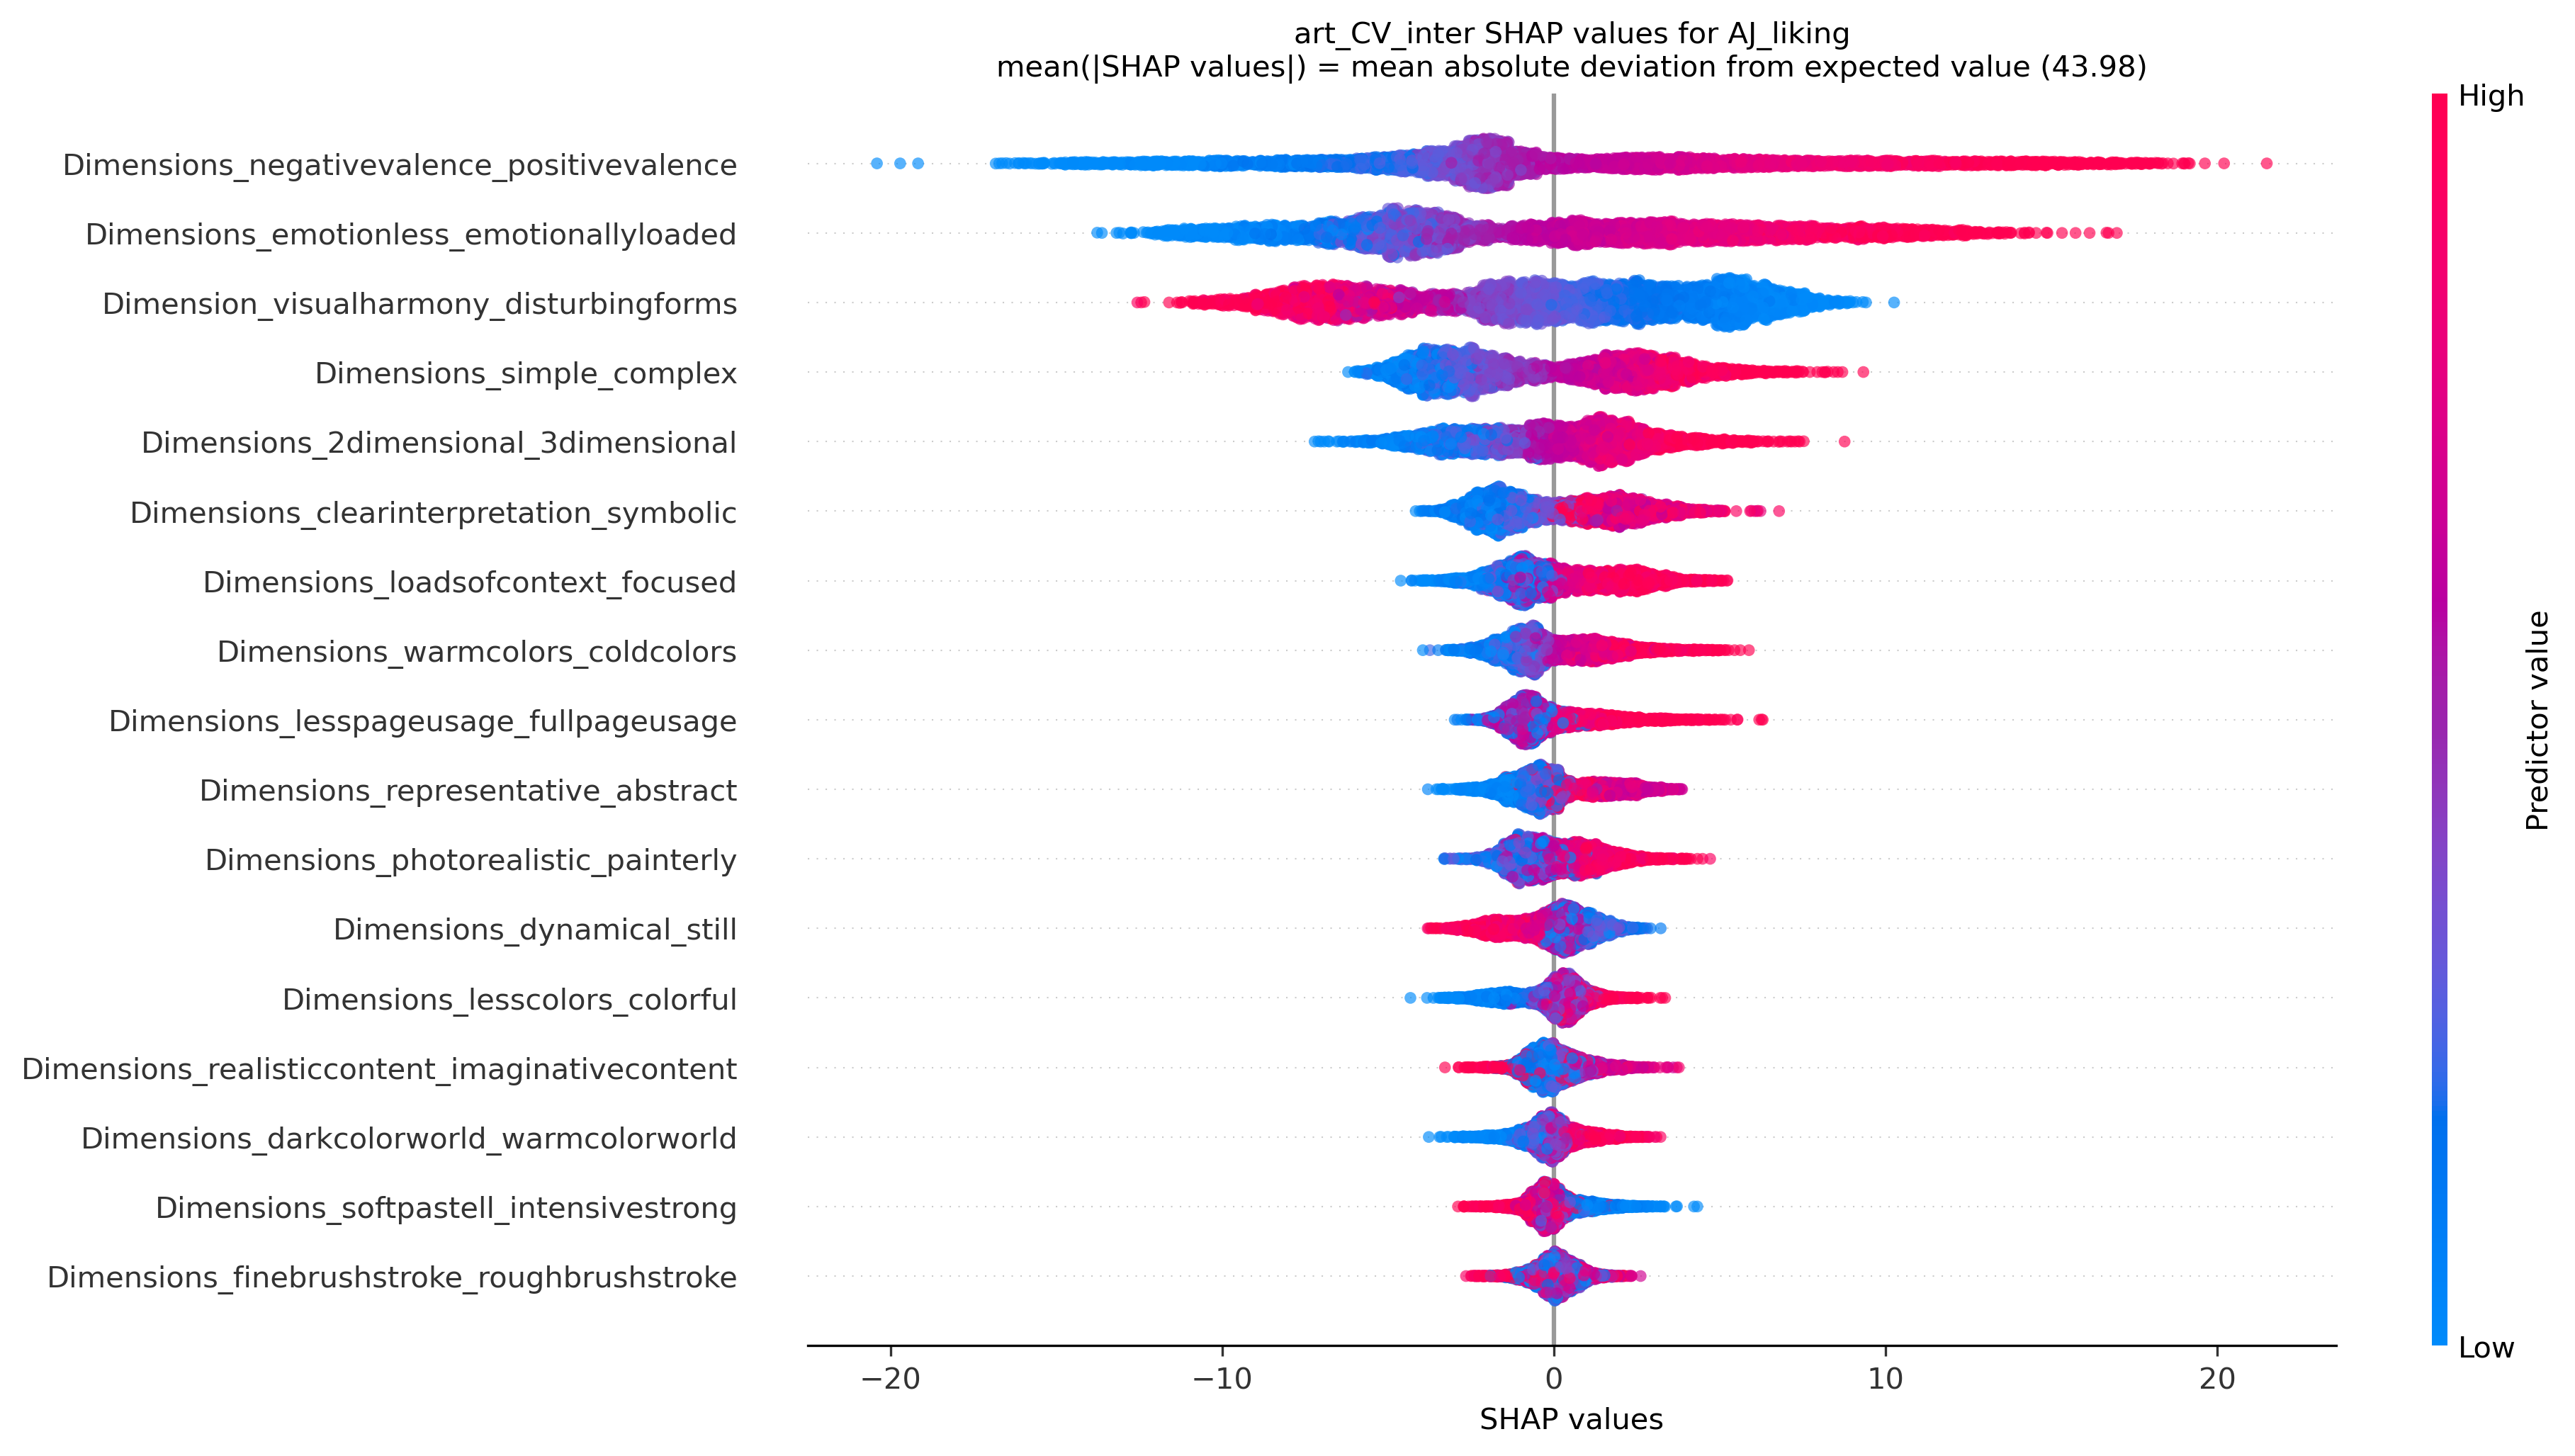 art_CV_inter SHAP values for AJ_liking
mean(|SHAP values|) = mean absolute deviation from expected value (43.98)
High
Dimensions_negativevalence_positivevalence
Dimensions_emotionless_emotionallyloaded
Dimension_visualharmony_disturbingforms
Dimensions_simple_complex
Dimensions_2dimensional_3dimensional
Dimensions_clearinterpretation_symbolic
Dimensions_loadsofcontext_focused
Dimensions_warmcolors_coldcolors
Dimensions_lesspageusage_fullpageusage
Dimensions_representative_abstract
Dimensions_photorealistic_painterly
Dimensions_dynamical_still
Dimensions_lesscolors_colorful
Dimensions_realisticcontent_imaginativecontent
Dimensions_darkcolorworld_warmcolorworld
Dimensions_softpastell_intensivestrong
Dimensions_finebrushstroke_roughbrushstroke
Predictor value
Low
−20 −10 0 10 20
SHAP values